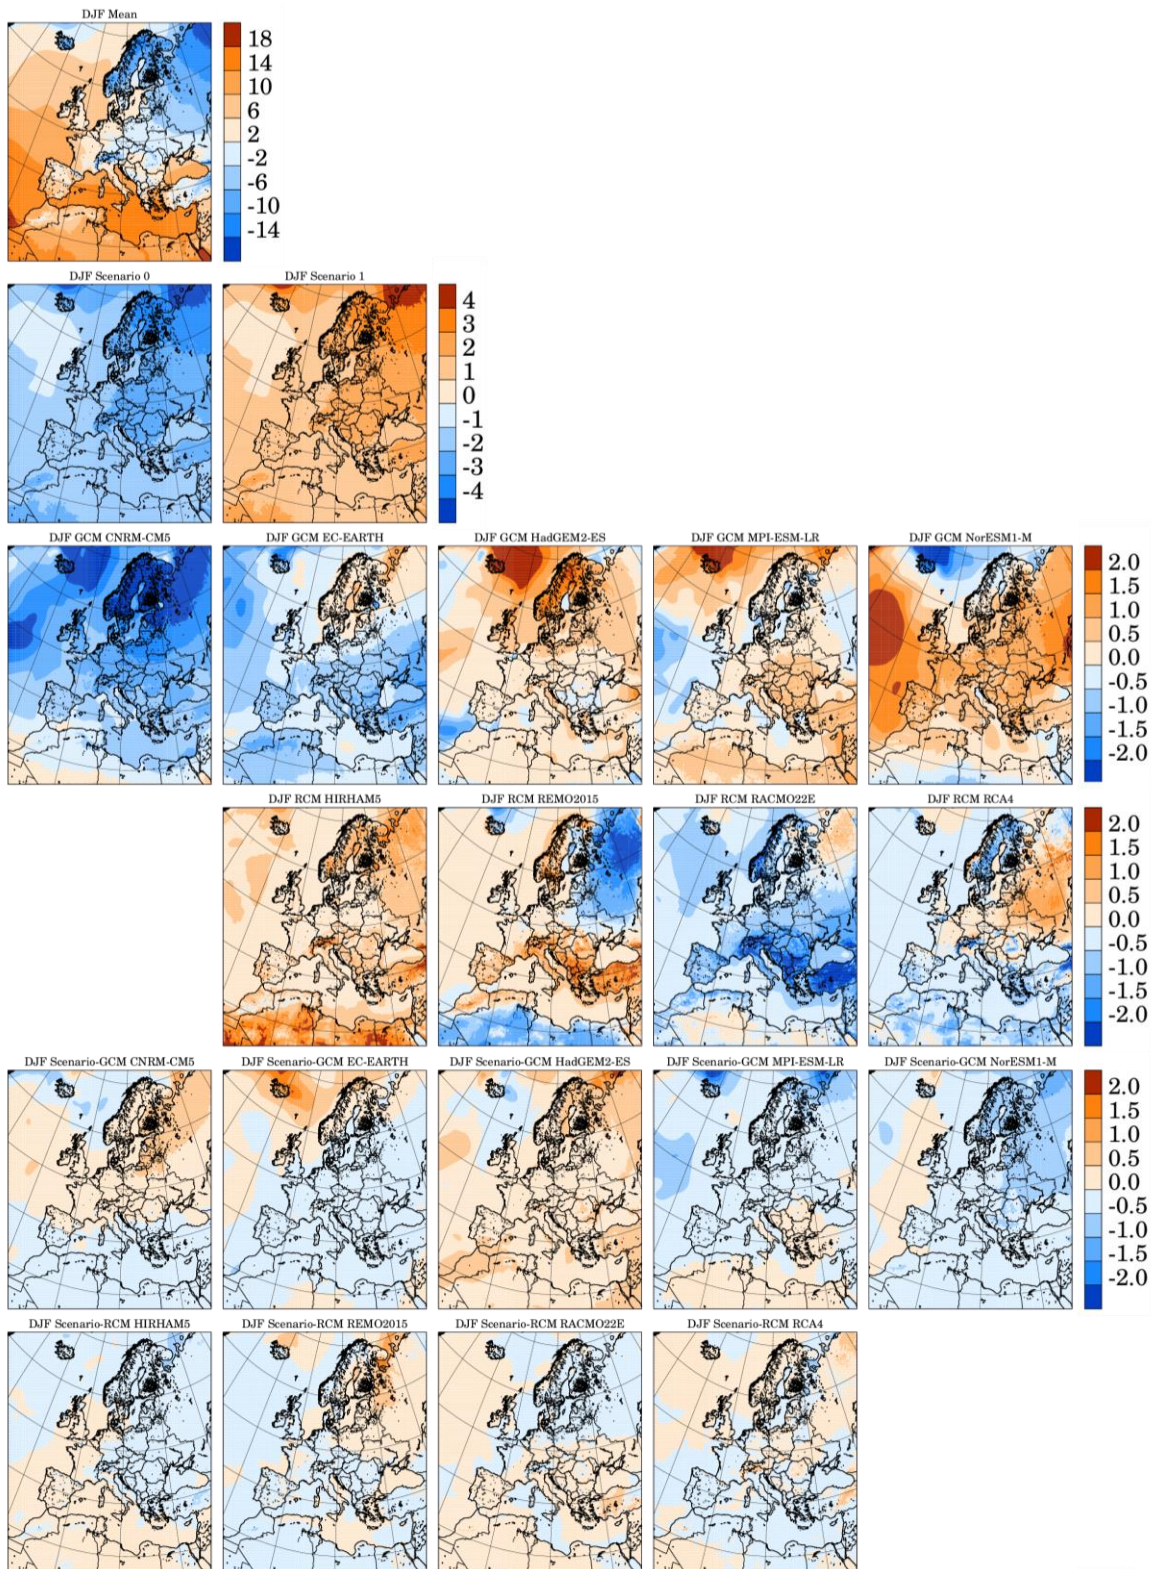 DJF Mean
18
14
10
6
2
-2
-6
-10
-14
DJF Scenario 0
DJF Scenario 1
4
3
2
1
0
-1
-2
-3
-4
DJF GCM CNRM-CM5
DJF GCM EC-EARTH
DJF GCM HadGEM2-ES
DJF GCM MPI-ESM-LR
DJF GCM NorESM1-M
2.0
1.5
1.0
0.5
0.0
-0.5
-1.0
-1.5
-2.0
DJF RCM HIRHAM5
DJF RCM REMO2015
DJF RCM RACMO22E
DJF RCM RCA4
2.0
1.5
1.0
0.5
0.0
-0.5
-1.0
-1.5
-2.0
DJF Scenario-GCM CNRM-CM5
DJF Scenario-GCM EC-EARTH
DJF Scenario-GCM HadGEM2-ES
DJF Scenario-GCM MPI-ESM-LR
DJF Scenario-GCM NorESM1-M
2.0
1.5
1.0
0.5
0.0
-0.5
-1.0
-1.5
-2.0
DJF Scenario-RCM HIRHAM5
DJF Scenario-RCM REMO2015
DJF Scenario-RCM RACMO22E
DJF Scenario-RCM RCA4